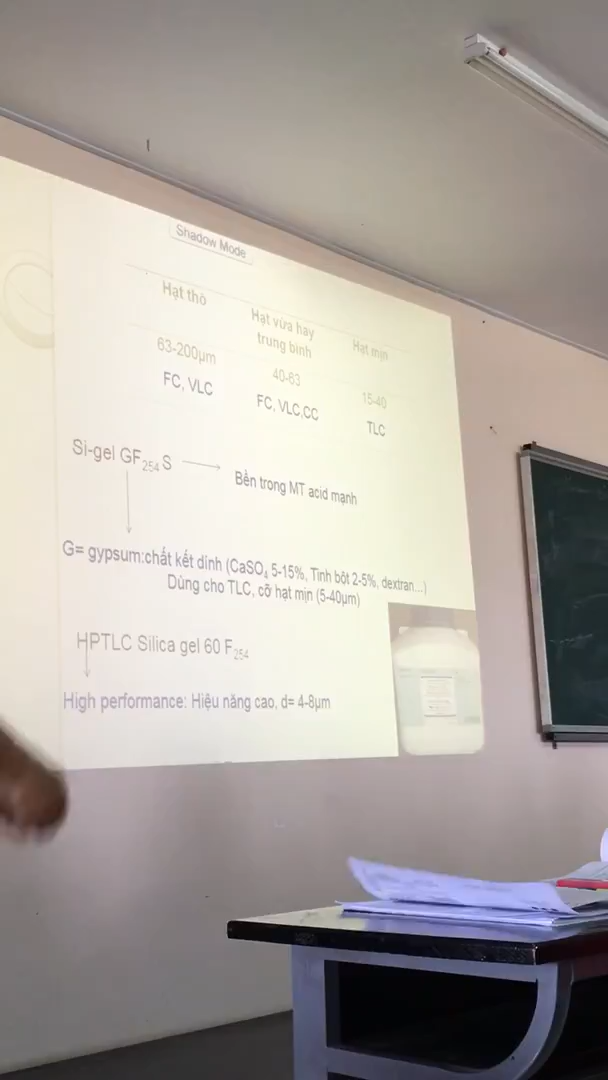 Shadow Mode
Hạt thô
Hạt vừa hay
trung bình
Hạt mịn
63-200µm
40-63
15-40
FC, VLC
FC, VLC,CC
TLC
Si-gel GF254 S
Bền trong MT acid mạnh
G= gypsum:chất kết dính (CaSO4 5-15%, Tinh bột 2-5%, dextran...)
Dùng cho TLC, cỡ hạt mịn (5-40µm)
HPTLC Silica gel 60 F254
High performance: Hiệu năng cao, d= 4-8µm